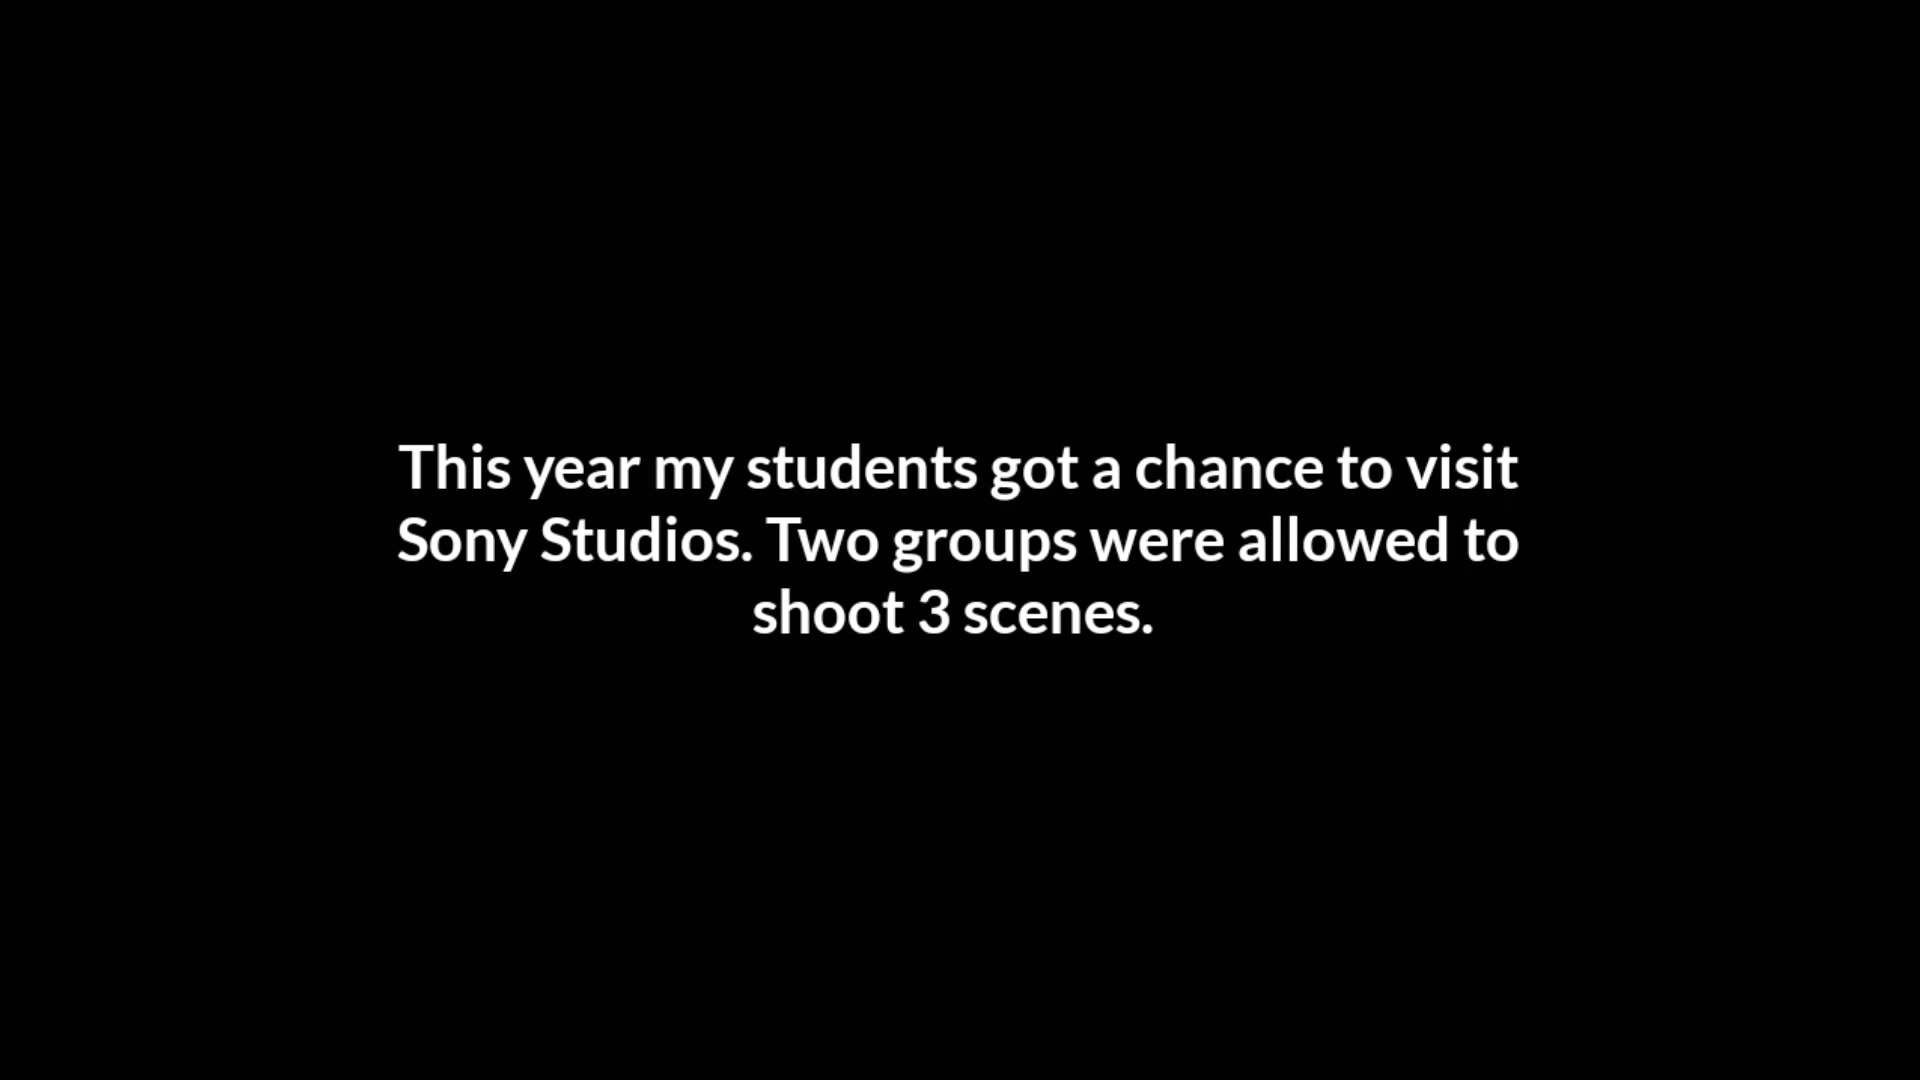 This year my students got a chance to visit
Sony Studios. Two groups were allowed to
shoot 3 scenes.